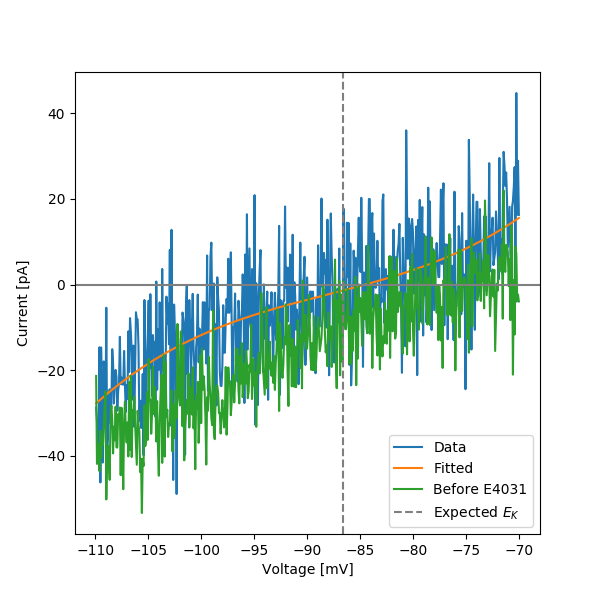 40
20
0
−20
−40
Current [pA]
−110
−105
−100
−95
−90
−85
−80
−75
−70
Voltage [mV]
Data
Fitted
Before E4031
Expected E_K